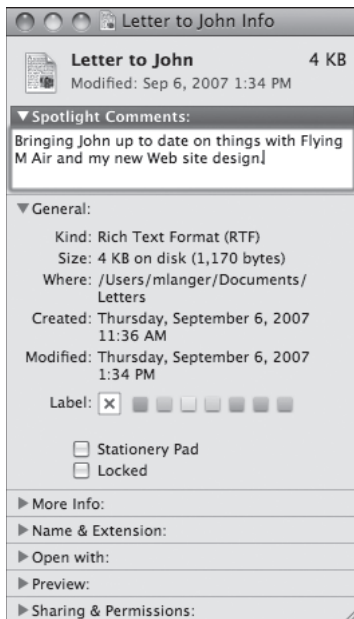 Letter to John Info
Letter to John 4 KB
Modified: Sep 6, 2007 1:34 PM
▼Spotlight Comments:
Bringing John up to date on things with Flying
M Air and my new Web site design.
▼General:
Kind: Rich Text Format (RTF)
Size: 4 KB on disk (1,170 bytes)
Where: /Users/mlanger/Documents/
Letters
Created: Thursday, September 6, 2007
11:36 AM
Modified: Thursday, September 6, 2007
1:34 PM
Label:
Stationery Pad
Locked
▶More Info:
▶Name & Extension:
▶Open with:
▶Preview:
▶Sharing & Permissions: